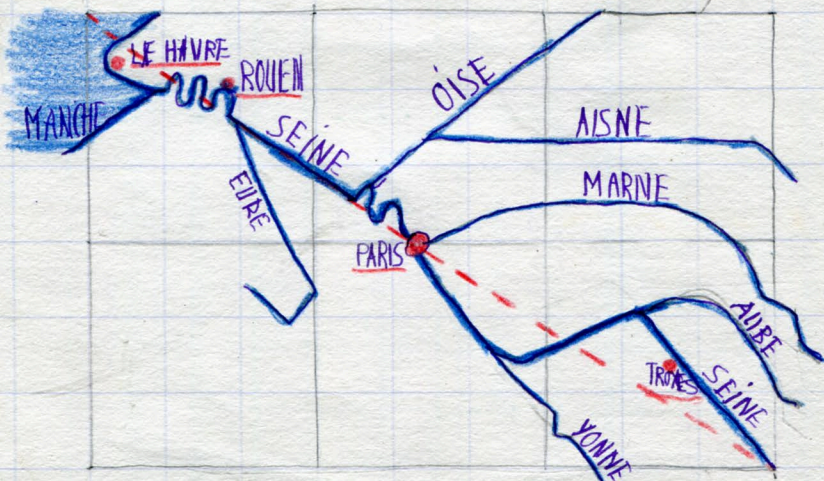 LE HAVRE
ROUEN
MANCHE
SEINE
EURE
OISE
AISNE
MARNE
PARIS
AUBE
TROYES
SEINE
YONNE